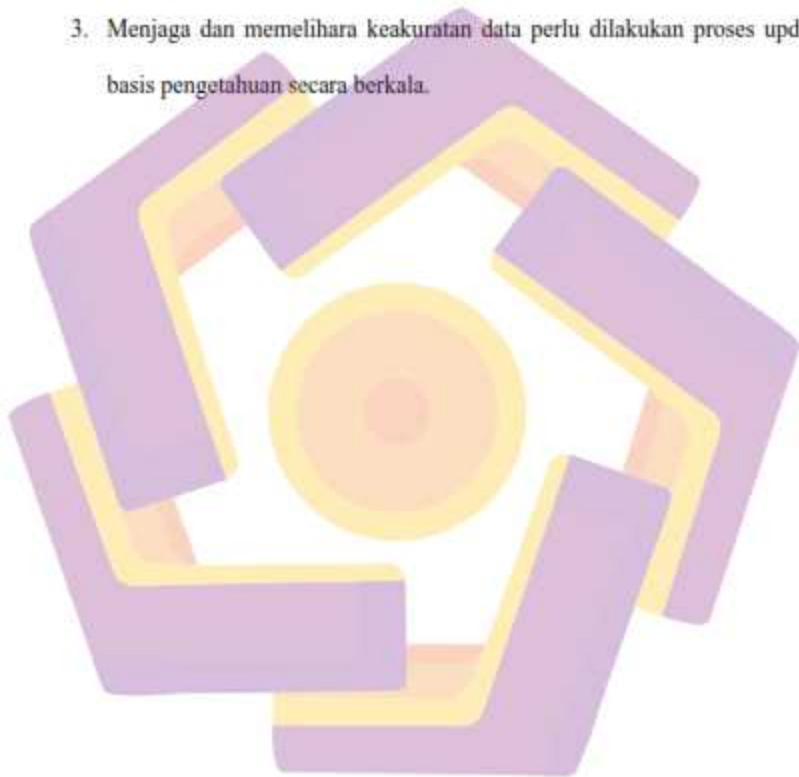 3. Menjaga dan memelihara keakuratan data perlu dilakukan proses upd
basis pengetahuan secara berkala.